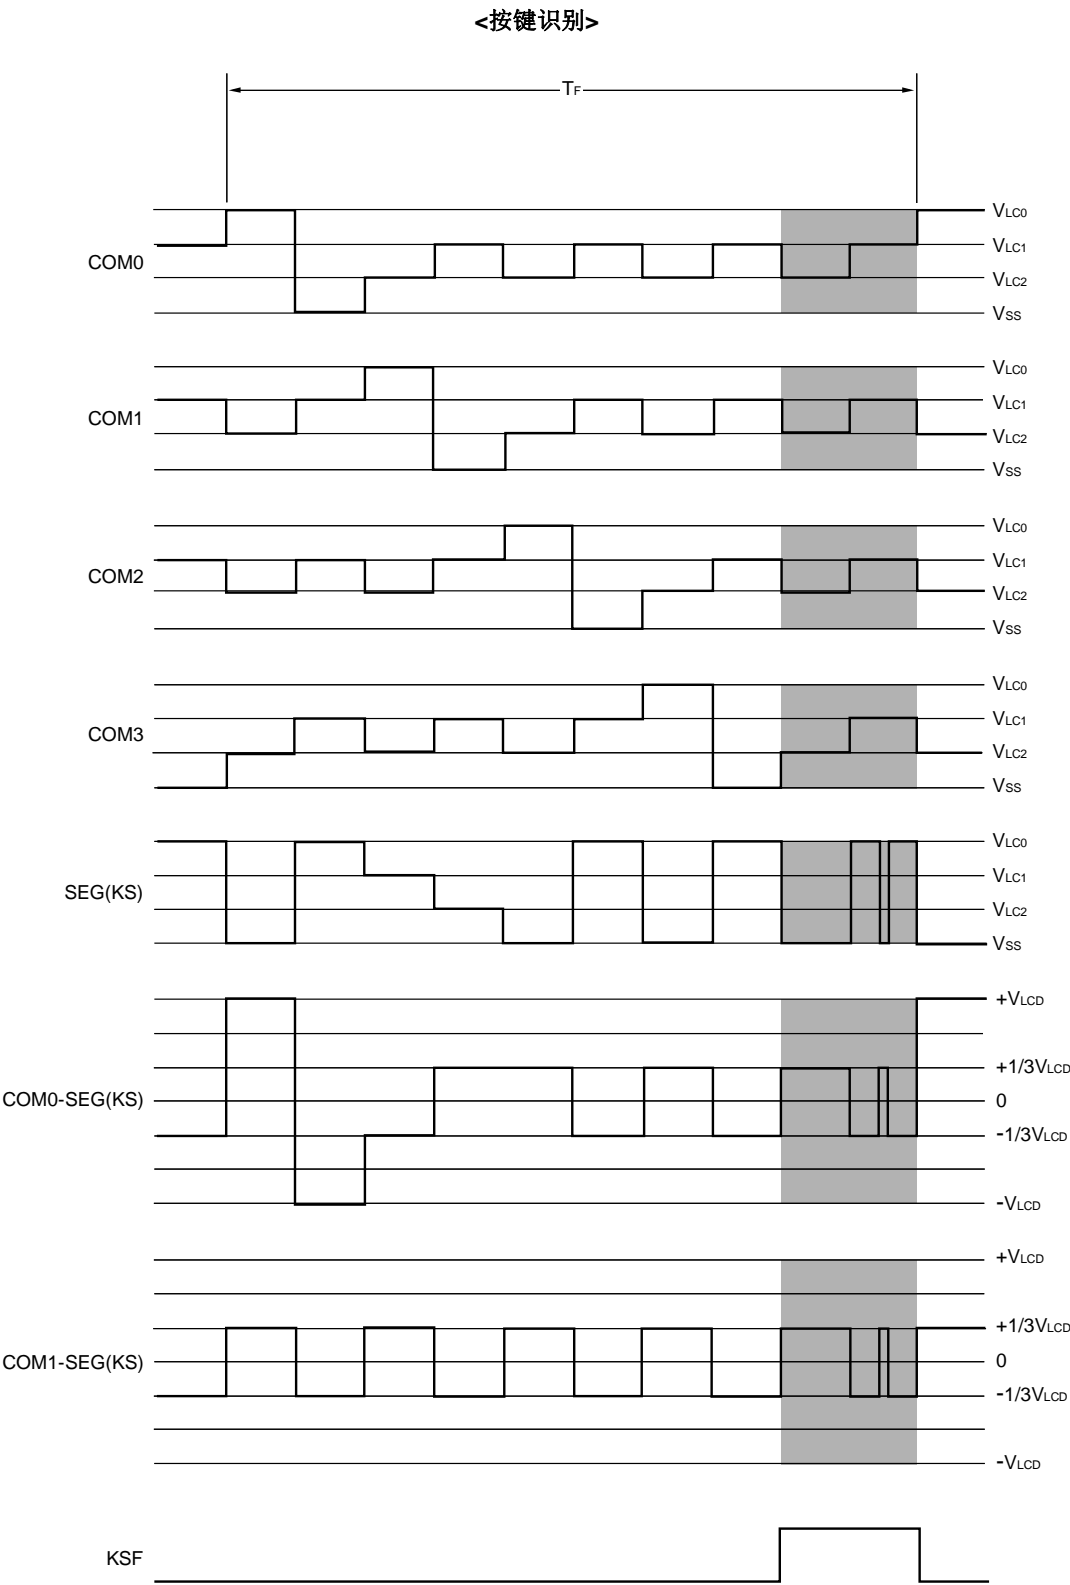 <按键识别>
TF
COM0
VLC0
VLC1
VLC2
VSS
COM1
VLC0
VLC1
VLC2
VSS
COM2
VLC0
VLC1
VLC2
VSS
COM3
VLC0
VLC1
VLC2
VSS
SEG(KS)
VLC0
VLC1
VLC2
VSS
COM0-SEG(KS)
+VLCD
+1/3VLCD
0
-1/3VLCD
-VLCD
COM1-SEG(KS)
+VLCD
+1/3VLCD
0
-1/3VLCD
-VLCD
KSF